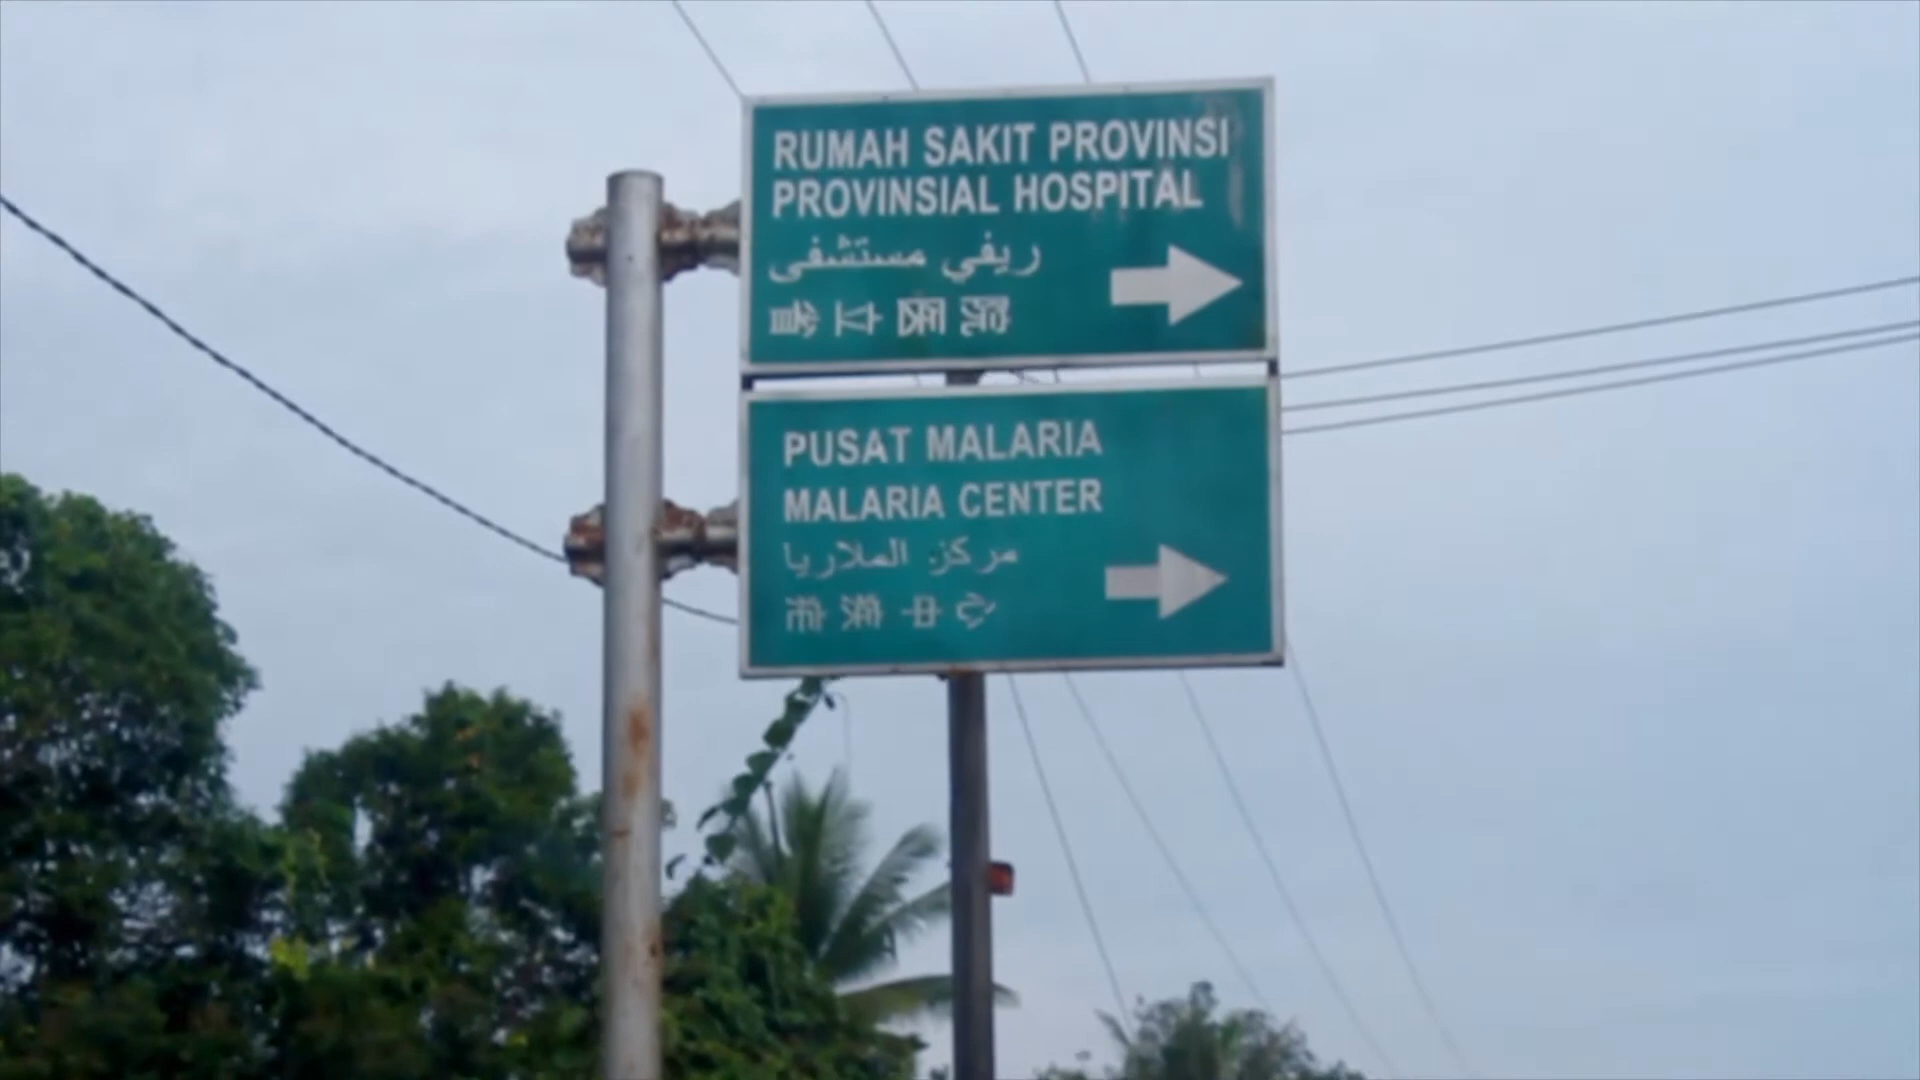 RUMAH SAKIT PROVINSI
PROVINSIAL HOSPITAL
ريفي مستشفى
PUSAT MALARIA
MALARIA CENTER
مركز الملاريا